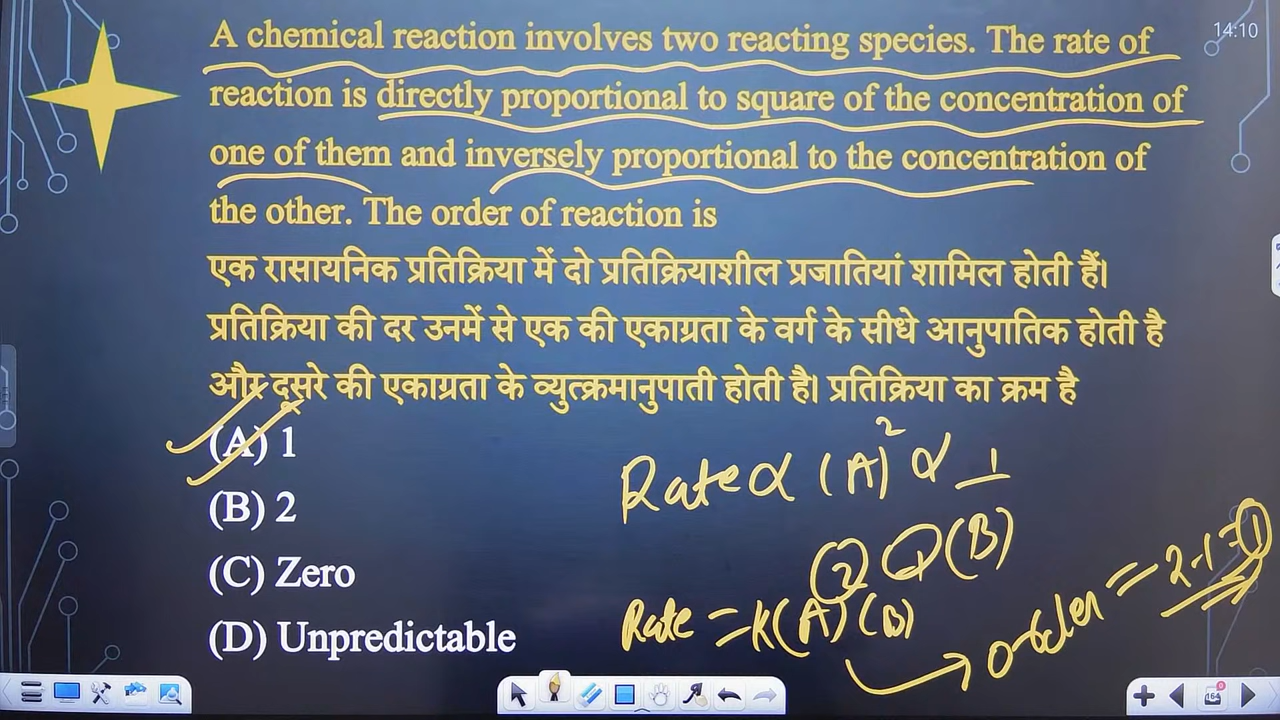 14:10
A chemical reaction involves two reacting species. The rate of
reaction is directly proportional to square of the concentration of
one of them and inversely proportional to the concentration of
the other. The order of reaction is
एक रासायनिक प्रतिक्रिया में दो प्रतिक्रियाशील प्रजातियां शामिल होती हैं।
प्रतिक्रिया की दर उनमें से एक की एकाग्रता के वर्ग के सीधे आनुपातिक होती है
और दूसरे की एकाग्रता के व्युत्क्रमानुपाती होती है। प्रतिक्रिया का क्रम है
(A) 1
(B) 2
(C) Zero
(D) Unpredictable
Rate ∝ (A)² ∝ 1
(B)
2 -1
Rate = K(A) (B)
order = 2-1=1
164